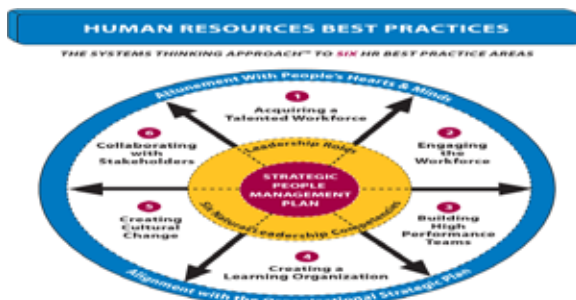 HUMAN RESOURCES BEST PRACTICES
THE SYSTEMS THINKING APPROACH™ TO SIX HR BEST PRACTICE AREAS
Attunement With People's Hearts & Minds
1
Acquiring a
Talented Workforce
6
Collaborating
with
Stakeholders
2
Engaging
the
Workforce
Leadership Roles
STRATEGIC
PEOPLE
MANAGEMENT
PLAN
Six Natural Leadership Competencies
5
Creating
Cultural
Change
3
Building
High
Performance
Teams
4
Creating a
Learning Organization
Alignment with the Organizational Strategic Plan